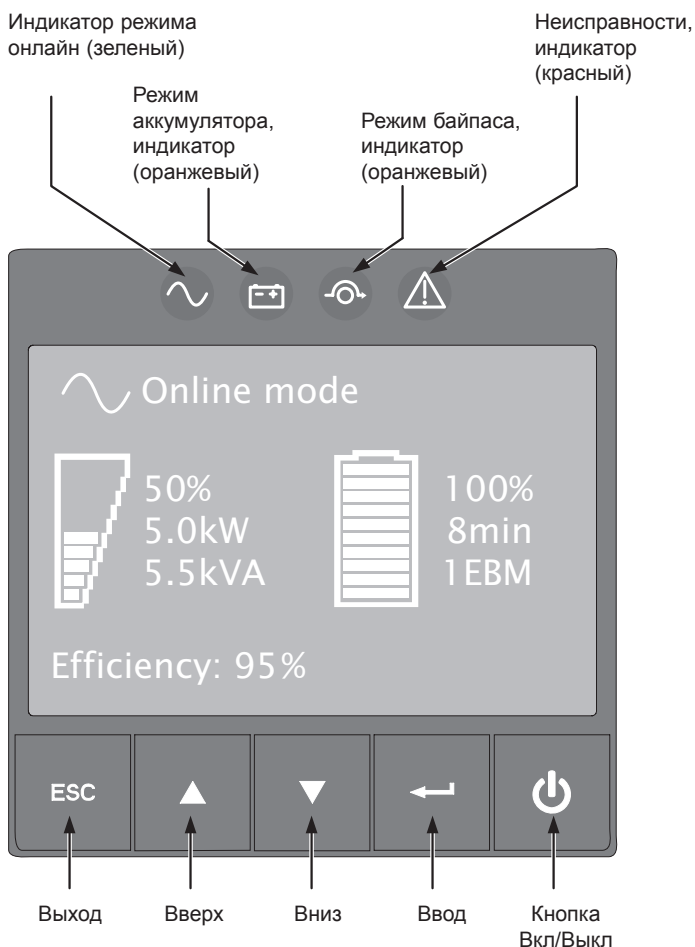 Индикатор режима
онлайн (зеленый)
Режим
аккумулятора,
индикатор
(оранжевый)
Режим байпаса,
индикатор
(оранжевый)
Неисправности,
индикатор
(красный)
Online mode
50%
5.0kW
5.5kVA
100%
8min
1EBM
Efficiency: 95%
ESC
Выход
Вверх
Вниз
Ввод
Кнопка
Вкл/Выкл